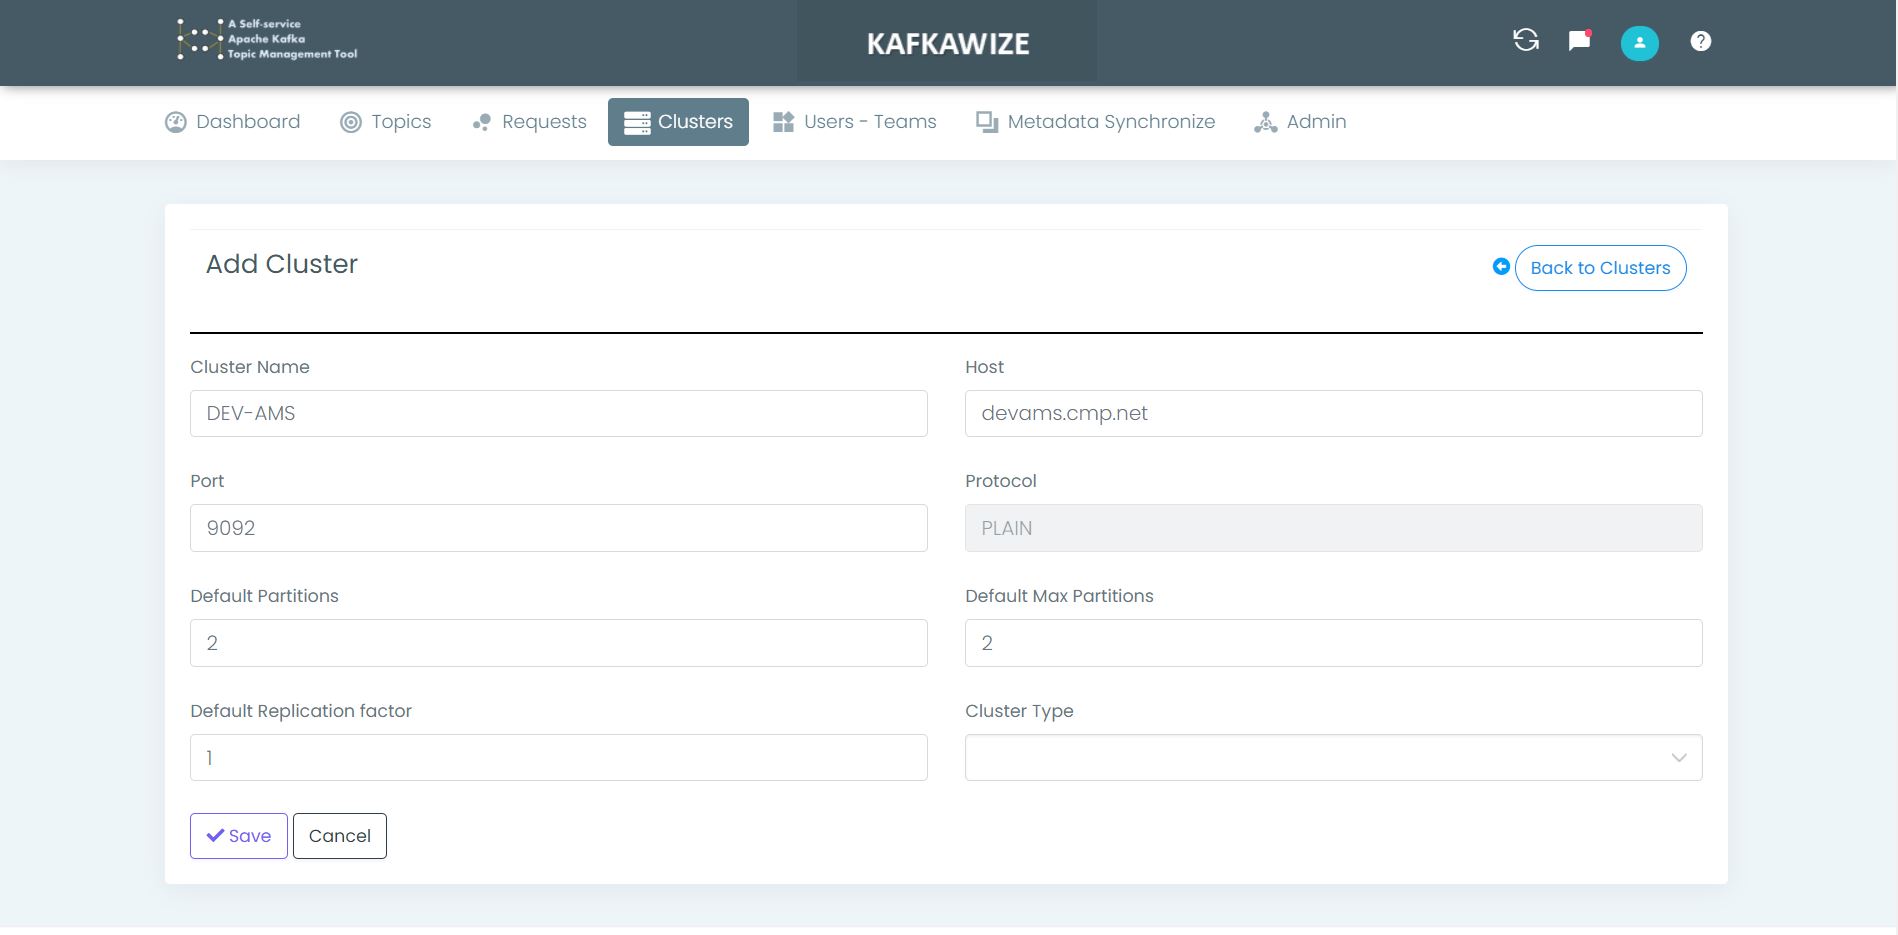 A Self-service
Apache Kafka
Topic Management Tool
KAFKAWIZE
Dashboard Topics Requests Clusters Users - Teams Metadata Synchronize Admin
Add Cluster Back to Clusters
Cluster Name Host
DEV-AMS devams.cmp.net
Port Protocol
9092 PLAIN
Default Partitions Default Max Partitions
2 2
Default Replication factor Cluster Type
1
Save Cancel